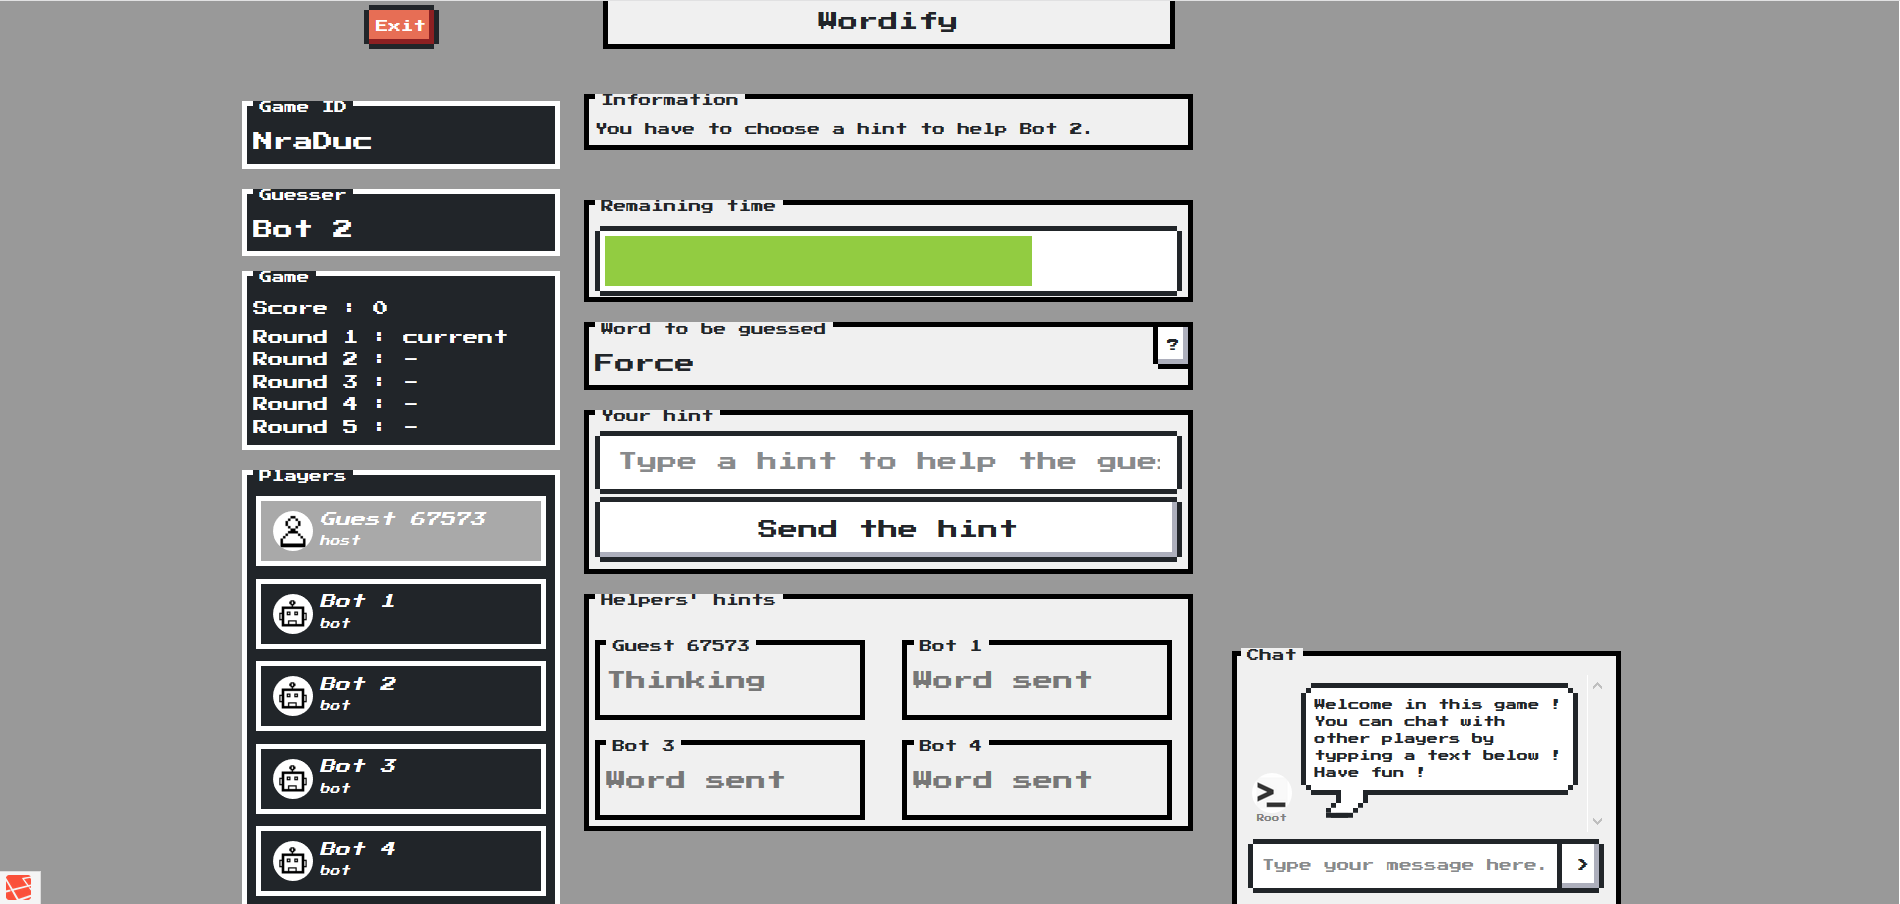 Exit
Wordify
Game ID
NraDuc
Guesser
Bot 2
Game
Score : 0
Round 1 : current
Round 2 : -
Round 3 : -
Round 4 : -
Round 5 : -
Players
Guest 67573
host
Bot 1
bot
Bot 2
bot
Bot 3
bot
Bot 4
bot
Information
You have to choose a hint to help Bot 2.
Remaining time
Word to be guessed
?
Force
Your hint
Type a hint to help the gue
Send the hint
Helpers' hints
Guest 67573
Thinking
Bot 1
Word sent
Bot 3
Word sent
Bot 4
Word sent
Chat
Welcome in this game !
You can chat with
other players by
typping a text below !
Have fun !
>_
Root
Type your message here.
>